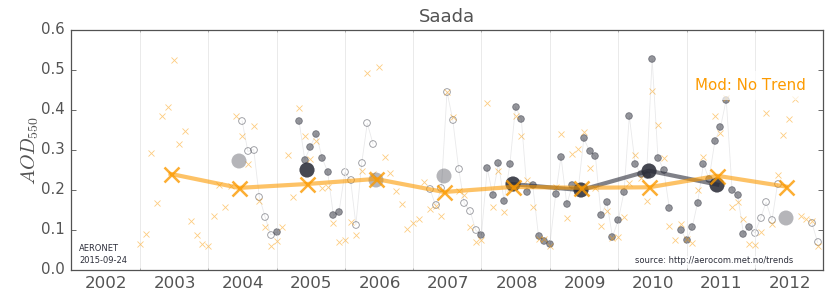 Saada
0.6
0.5
0.4
0.3
0.2
0.1
0.0
AOD550
Mod: No Trend
AERONET
2015-09-24
source: http://aerocom.met.no/trends
2002 2003 2004 2005 2006 2007 2008 2009 2010 2011 2012